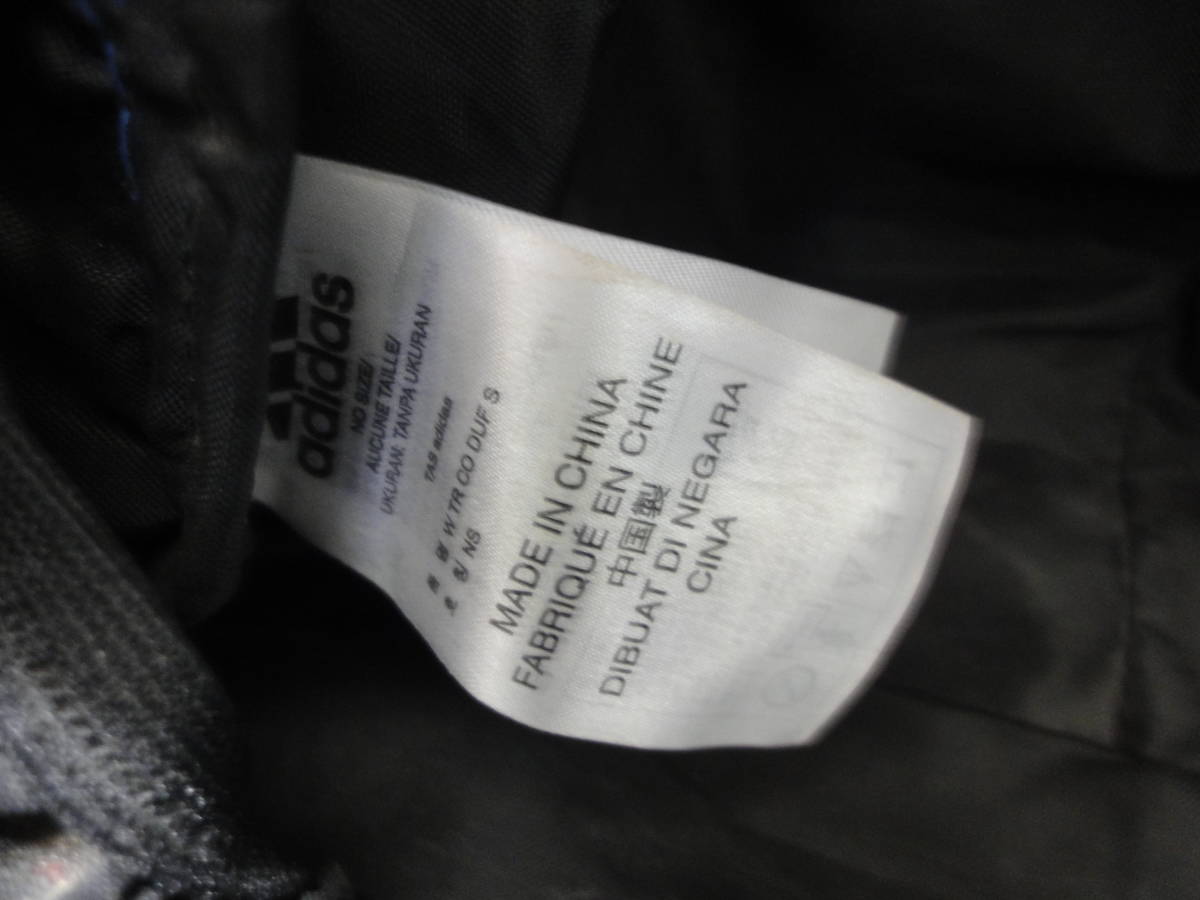 adidas
NO SIZE/
AUCUNE TAILLE/
UKURAN: TANPA UKURAN
TAS adidas
W TR CO DUF S
NS
MADE IN CHINA
FABRIQUÉ EN CHINE
中国製
DIBUAT DI NEGARA
CINA